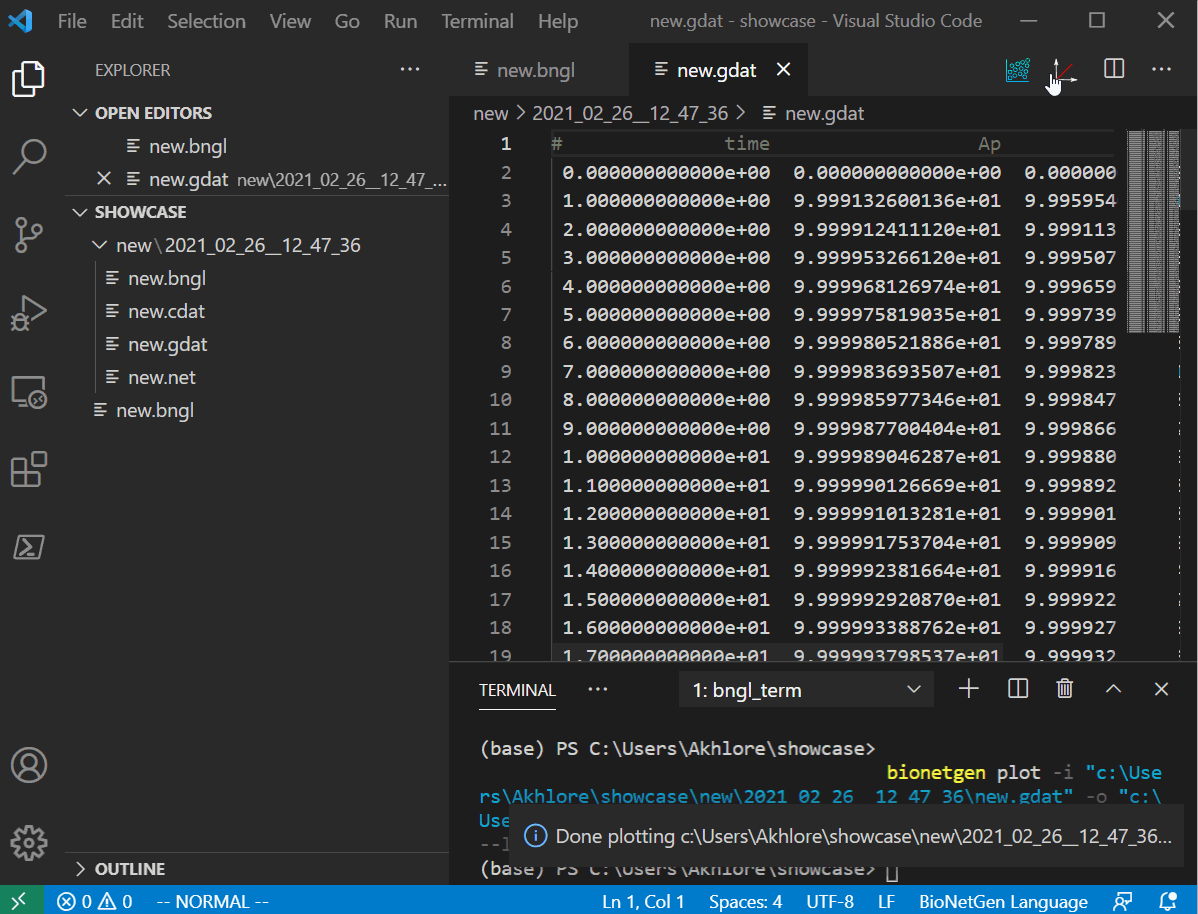 File Edit Selection View Go Run Terminal Help new.gdat - showcase - Visual Studio Code
EXPLORER
OPEN EDITORS
new.bngl
new.gdat new\2021_02_26__12_47_...
SHOWCASE
new\2021_02_26__12_47_36
new.bngl
new.cdat
new.gdat
new.net
new.bngl
OUTLINE
new.bngl new.gdat
new > 2021_02_26__12_47_36 > new.gdat
1 # time Ap
2 0.000000000000e+00 0.000000000000e+00 0.000000
3 1.000000000000e+00 9.999132600136e+01 9.995954
4 2.000000000000e+00 9.999912411120e+01 9.999113
5 3.000000000000e+00 9.999953266120e+01 9.999507
6 4.000000000000e+00 9.999968126974e+01 9.999659
7 5.000000000000e+00 9.999975819035e+01 9.999739
8 6.000000000000e+00 9.999980521886e+01 9.999789
9 7.000000000000e+00 9.999983693507e+01 9.999823
10 8.000000000000e+00 9.999985977346e+01 9.999847
11 9.000000000000e+00 9.999987700404e+01 9.999866
12 1.000000000000e+01 9.999989046287e+01 9.999880
13 1.100000000000e+01 9.999990126669e+01 9.999892
14 1.200000000000e+01 9.999991013281e+01 9.999901
15 1.300000000000e+01 9.999991753704e+01 9.999909
16 1.400000000000e+01 9.999992381664e+01 9.999916
17 1.500000000000e+01 9.999992920870e+01 9.999922
18 1.600000000000e+01 9.999993388762e+01 9.999927
19 1.700000000000e+01 9.999993798537e+01 9.999932
TERMINAL ... 1: bngl_term
(base) PS C:\Users\Akhlore\showcase>
bionetgen plot -i "c:\Use
rs\Akhlore\showcase\new\2021_02_26__12_47_36\new.gdat" -o "c:\
Use
Done plotting c:\Users\Akhlore\showcase\new\2021_02_26__12_47_36...
(base) PS C:\Users\Akhlore\showcase>
0 0 -- NORMAL -- Ln 1, Col 1 Spaces: 4 UTF-8 LF BioNetGen Language